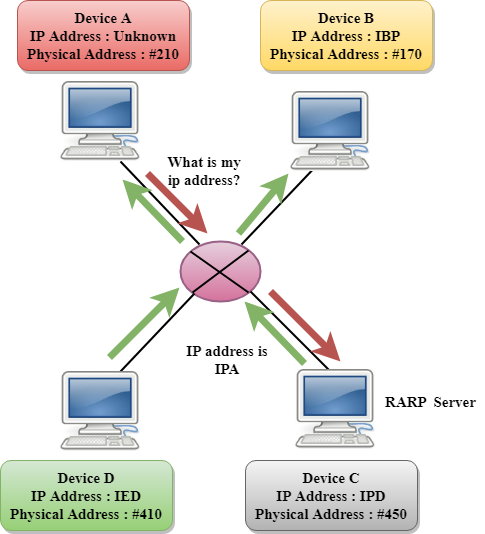 Device A
IP Address : Unknown
Physical Address : #210
Device B
IP Address : IBP
Physical Address : #170
What is my
ip address?
IP address is
IPA
RARP Server
Device D
IP Address : IED
Physical Address : #410
Device C
IP Address : IPD
Physical Address : #450